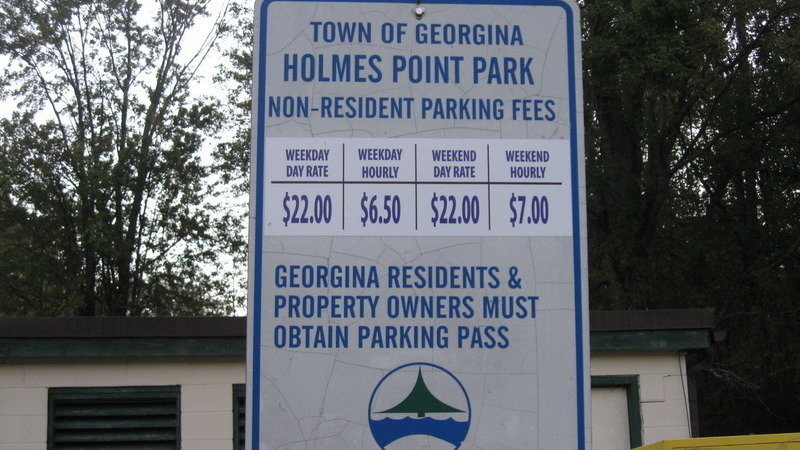 TOWN OF GEORGINA
HOLMES POINT PARK
NON-RESIDENT PARKING FEES
WEEKDAY DAY RATE WEEKDAY HOURLY WEEKEND DAY RATE WEEKEND HOURLY
$22.00 $6.50 $22.00 $7.00
GEORGINA RESIDENTS &
PROPERTY OWNERS MUST
OBTAIN PARKING PASS